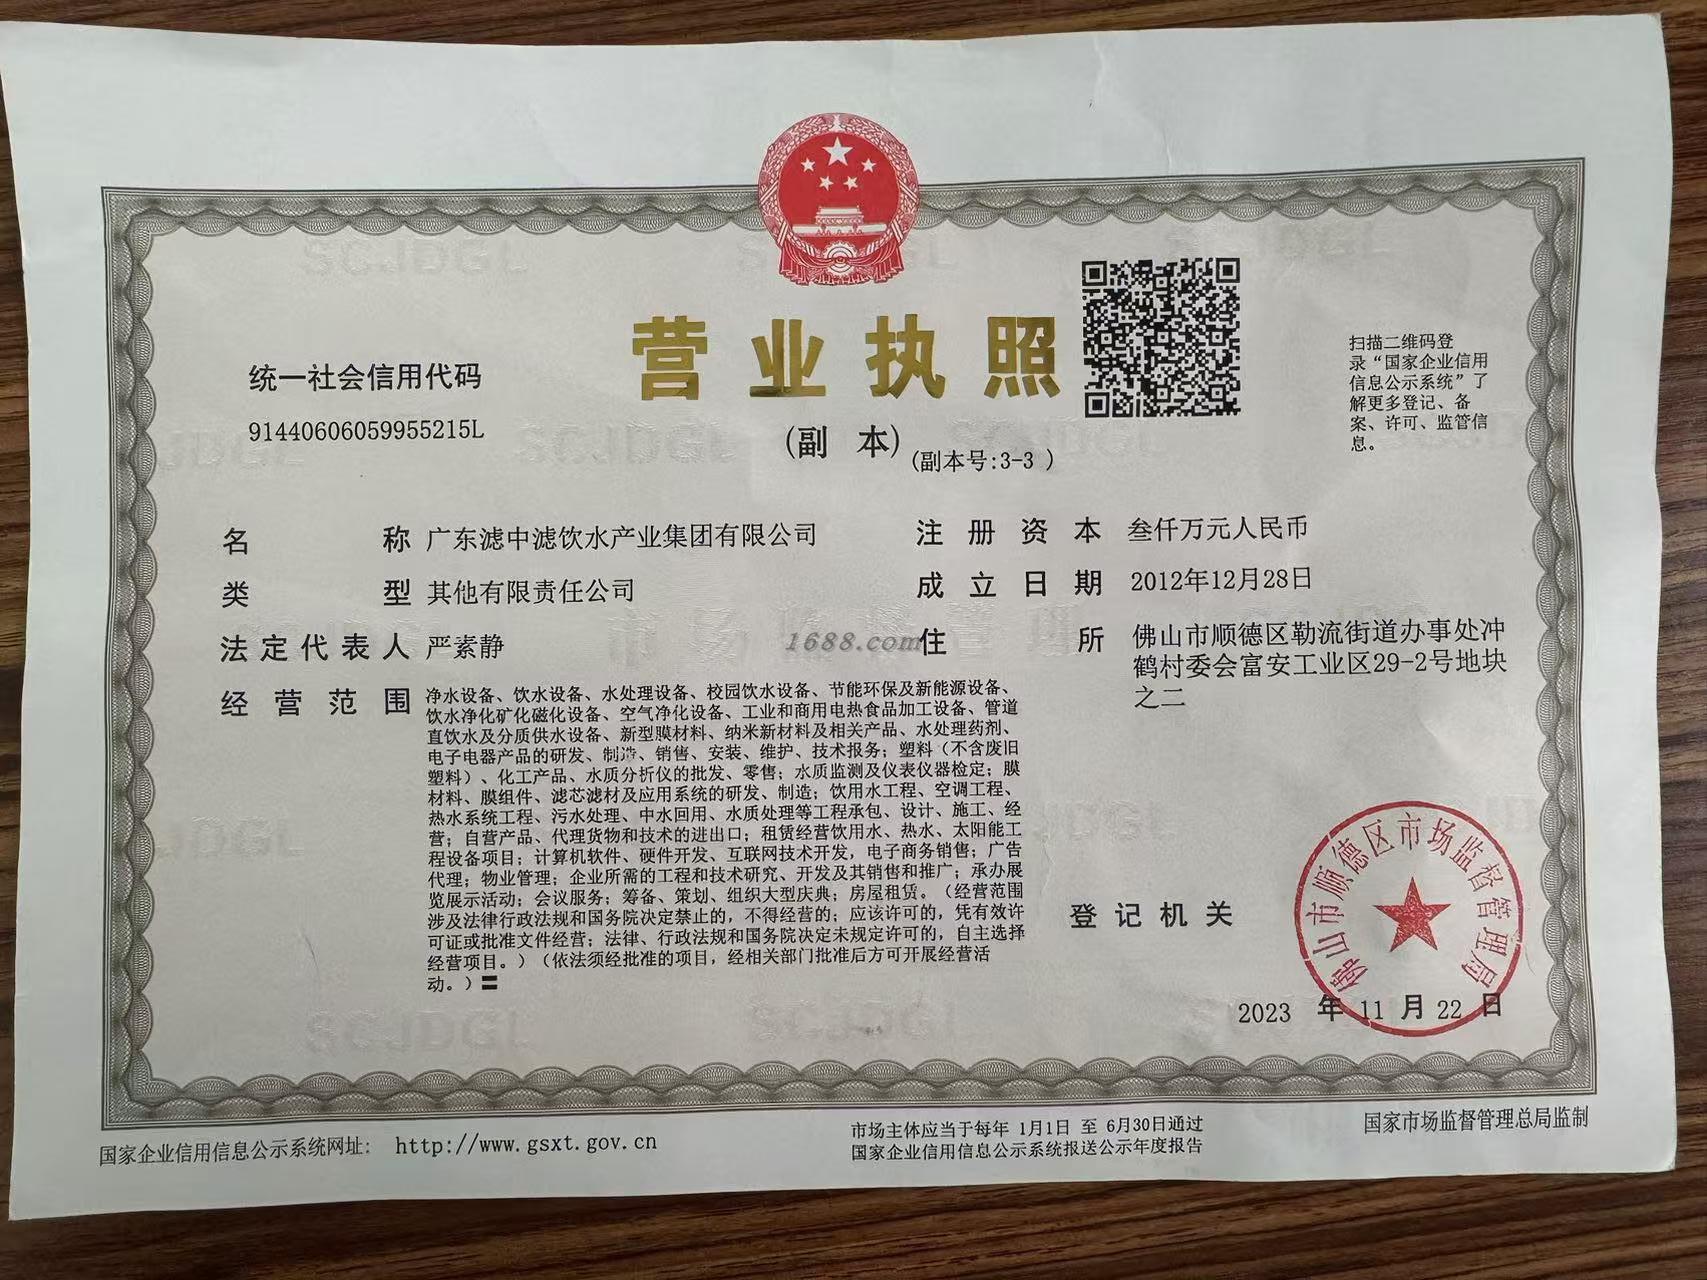 营业执照
(副 本)
(副本号:3-3 )
统一社会信用代码
91440606059955215L
扫描二维码登
录“国家企业信用
信息公示系统”了
解更多登记、备
案、许可、监管信
息。
名 称 广东滤中滤饮水产业集团有限公司
类 型 其他有限责任公司
法定代表人 严素静
经营范围 净水设备、饮水设备、水处理设备、校园饮水设备、节能环保及新能源设备、
饮水净化矿化磁化设备、空气净化设备、工业和商用电热食品加工设备、管道
直饮水及分质供水设备、新型膜材料、纳米新材料及相关产品、水处理药剂、
电子电器产品的研发、制造、销售、安装、维护、技术报务；塑料（不含废旧
塑料）、化工产品、水质分折仪的批发、零售；水质监测及仪表仪器检定；膜
材料、膜组件、滤芯滤材及应用系统的研发、制造；饮用水工程、空调工程、
热水系统工程、污水处理、中水回用、水质处理等工程承包、设计、施工、经
营；自营产品、代理货物和技术的进出口；租赁经营饮用水、热水、太阳能工
程设备项目；计算机软件、硬件开发、互联网技术开发，电子商务销售；广告
代理；物业管理；企业所需的工程和技术研究、开发及其销售和推广；承办展
览展示活动；会议服务；筹备、策划、组织大型庆典；房屋租赁。（经营范围
涉及法律行政法规和国务院决定禁止的，不得经营的；应该许可的，凭有效许
可证或批准文件经营；法律、行政法规和国务院决定未规定许可的，自主选择
经营项目。）（依法须经批准的项目，经相关部门批准后方可开展经营活
动。）〓
注册资本 叁仟万元人民币
成立日期 2012年12月28日
住 所 佛山市顺德区勒流街道办事处冲
鹤村委会富安工业区29-2号地块
之二
1688.com
登记机关
佛山市顺德区市场监督管理局
2023 年 11 月 22 日
国家企业信用信息公示系统网址: http://www.gsxt.gov.cn
市场主体应当于每年 1月1日 至 6月30日通过
国家企业信用信息公示系统报送公示年度报告
国家市场监督管理总局监制